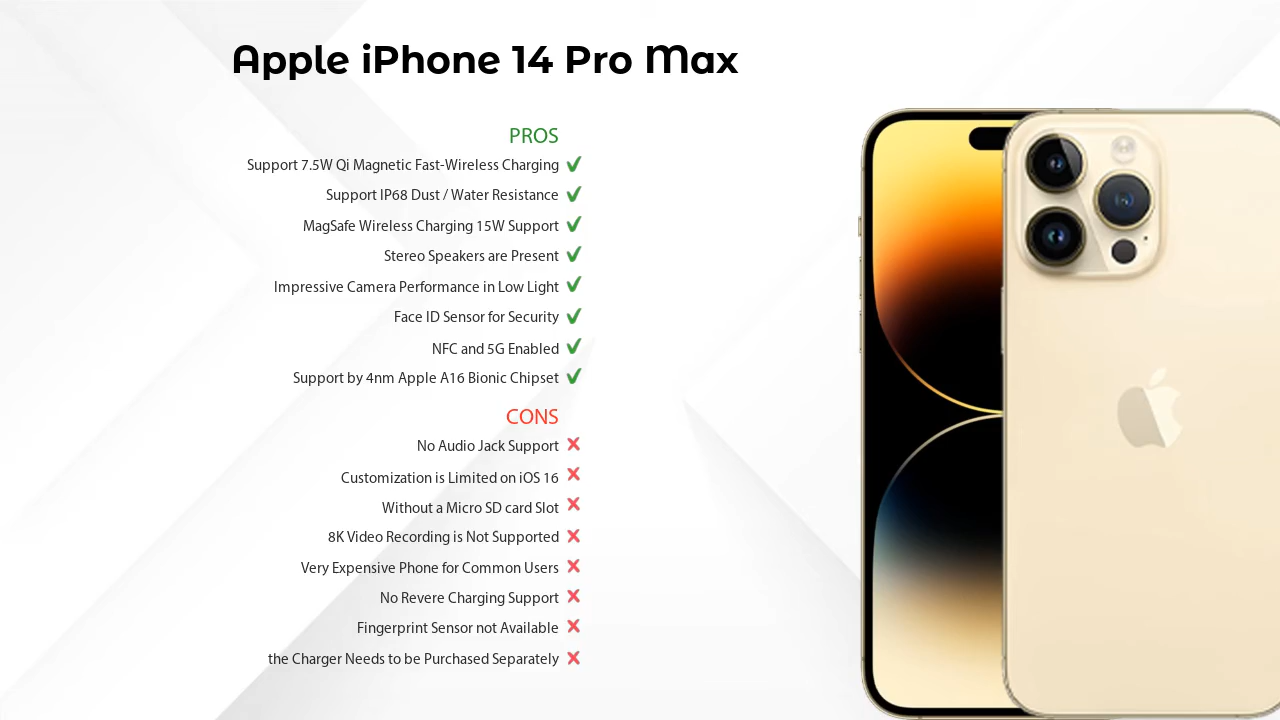 Apple iPhone 14 Pro Max
PROS
Support 7.5W Qi Magnetic Fast-Wireless Charging
Support IP68 Dust / Water Resistance
MagSafe Wireless Charging 15W Support
Stereo Speakers are Present
Impressive Camera Performance in Low Light
Face ID Sensor for Security
NFC and 5G Enabled
Support by 4nm Apple A16 Bionic Chipset
CONS
No Audio Jack Support
Customization is Limited on iOS 16
Without a Micro SD card Slot
8K Video Recording is Not Supported
Very Expensive Phone for Common Users
No Revere Charging Support
Fingerprint Sensor not Available
the Charger Needs to be Purchased Separately